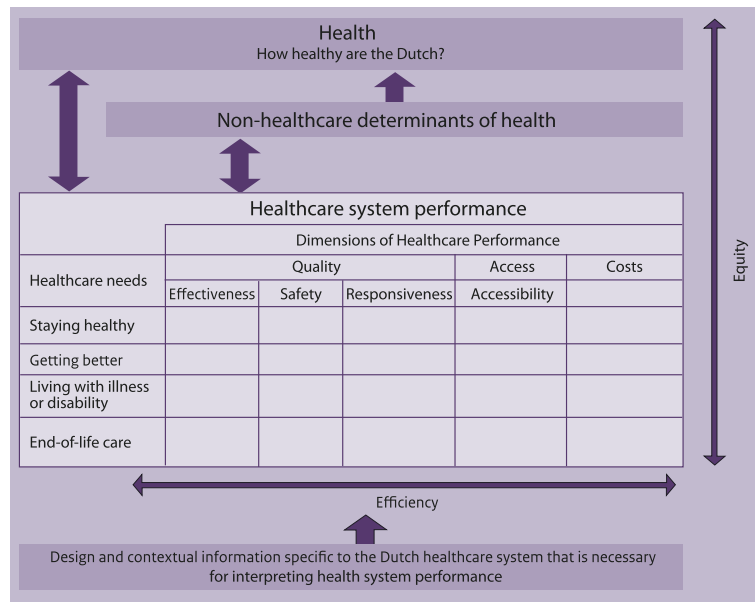 Health
How healthy are the Dutch?
Non-healthcare determinants of health
Healthcare system performance
Dimensions of Healthcare Performance
Healthcare needs
Quality
Access
Costs
Effectiveness
Safety
Responsiveness
Accessibility
Staying healthy
Getting better
Living with illness
or disability
End-of-life care
Equity
Efficiency
Design and contextual information specific to the Dutch healthcare system that is necessary
for interpreting health system performance